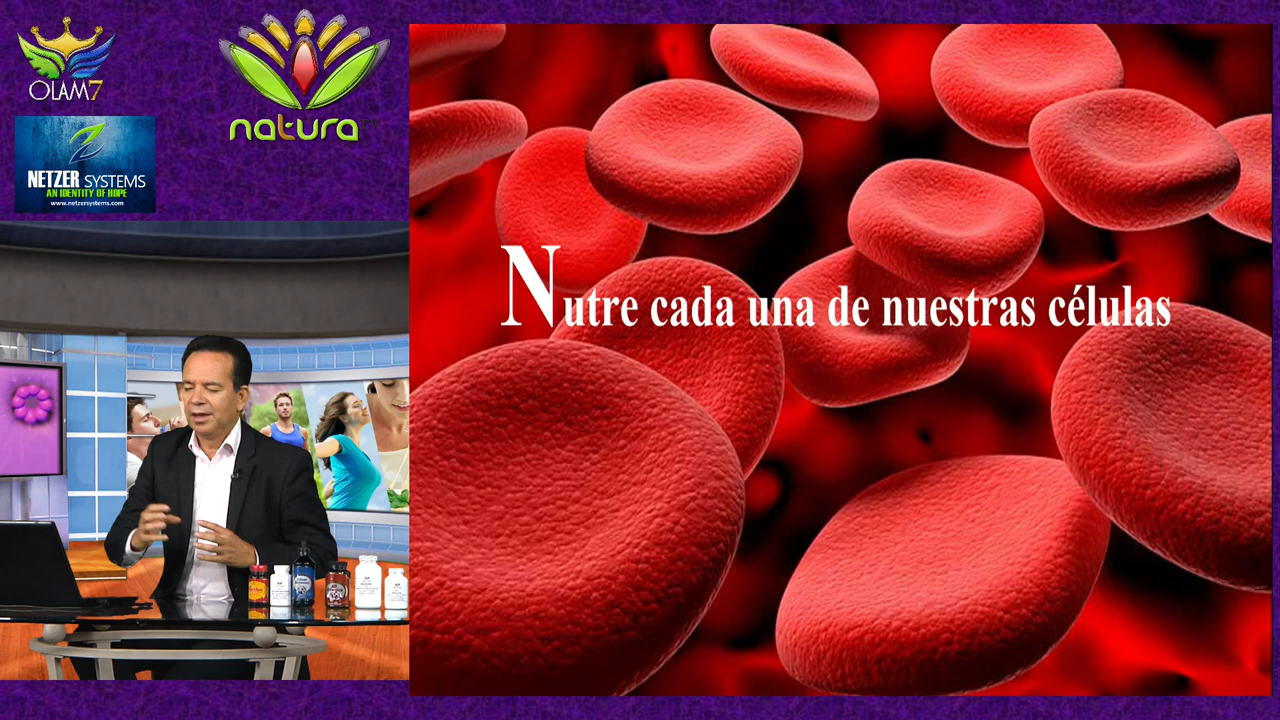 OLAM7
natura
NETZER SYSTEMS
AN IDENTITY OF HOPE
www.netzersystems.com
Nutre cada una de nuestras células